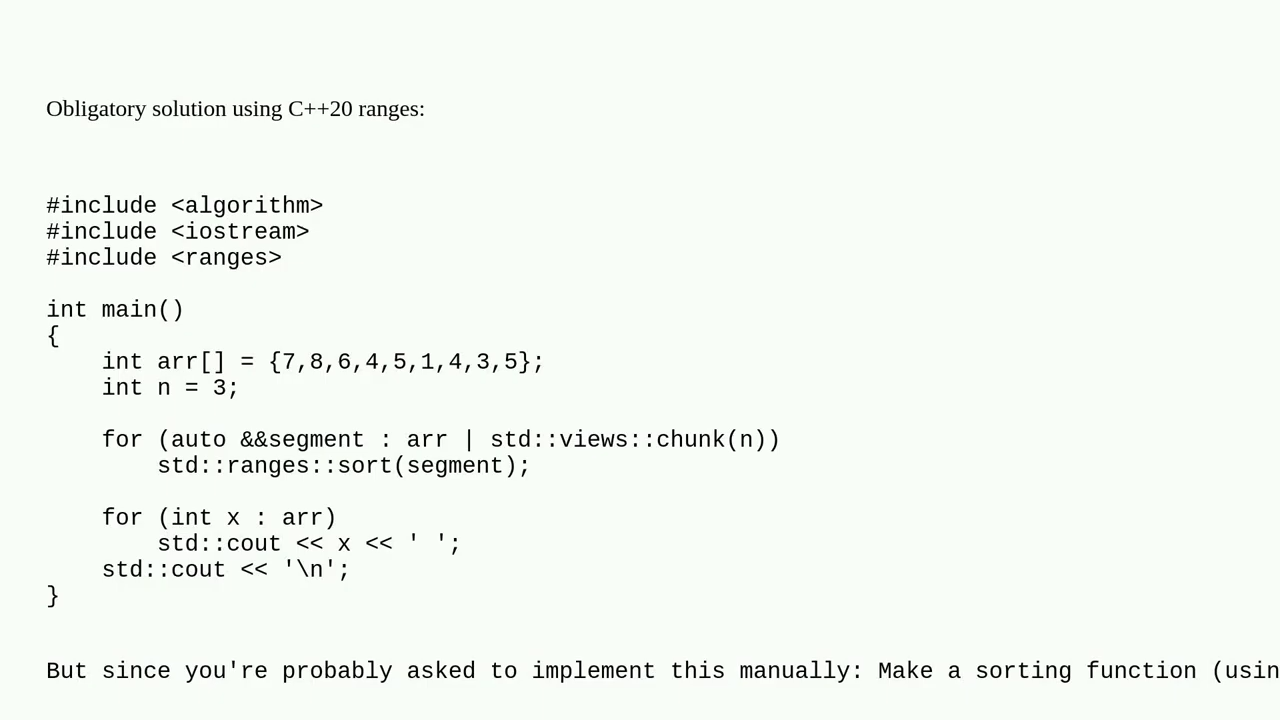 Obligatory solution using C++20 ranges:
#include <algorithm>
#include <iostream>
#include <ranges>
int main()
{
    int arr[] = {7,8,6,4,5,1,4,3,5};
    int n = 3;
    for (auto &&segment : arr | std::views::chunk(n))
        std::ranges::sort(segment);
    for (int x : arr)
        std::cout << x << ' ';
    std::cout << '\n';
}
But since you're probably asked to implement this manually: Make a sorting function (usin